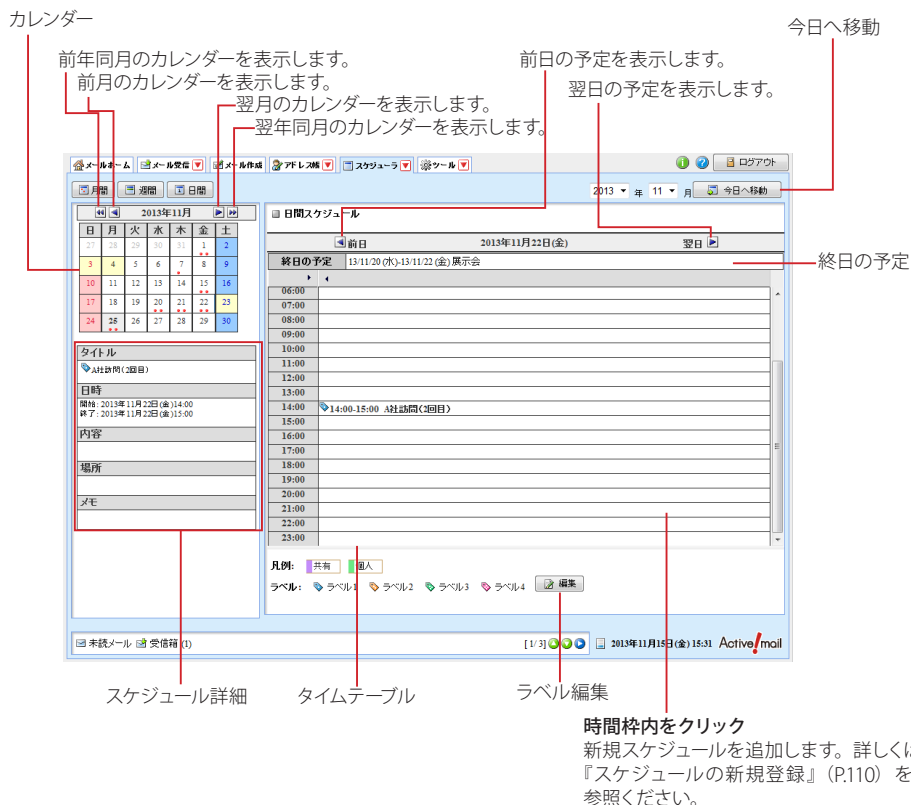 カレンダー
今日へ移動
前年同月のカレンダーを表示します。
前日の予定を表示します。
前月のカレンダーを表示します。
翌日の予定を表示します。
翌月のカレンダーを表示します。
翌年同月のカレンダーを表示します。
メールホーム メール受信 メール作成 アドレス帳 スケジューラ ツール ログアウト
月間 週間 日間 2013 年 11 月 今日へ移動
2013年11月
日 月 火 水 木 金 土
27 28 29 30 31 1 2
3 4 5 6 7 8 9
10 11 12 13 14 15 16
17 18 19 20 21 22 23
24 25 26 27 28 29 30
タイトル
A社訪問(2回目)
日時
開始:2013年11月22日(金)14:00
終了:2013年11月22日(金)15:00
内容
場所
メモ
日間スケジュール
前日 2013年11月22日(金) 翌日
終日の予定 13/11/20 (水)-13/11/22 (金) 展示会
終日の予定
06:00
07:00
08:00
09:00
10:00
11:00
12:00
13:00
14:00 14:00-15:00 A社訪問(2回目)
15:00
16:00
17:00
18:00
19:00
20:00
21:00
22:00
23:00
凡例: 共有 個人
ラベル: ラベル1 ラベル2 ラベル3 ラベル4 編集
未読メール 受信箱 (1) [1/3] 2013年11月15日(金) 15:31 Active!mail
スケジュール詳細
タイムテーブル
ラベル編集
時間枠内をクリック
新規スケジュールを追加します。詳しくは
『スケジュールの新規登録』（P.110）を
参照ください。